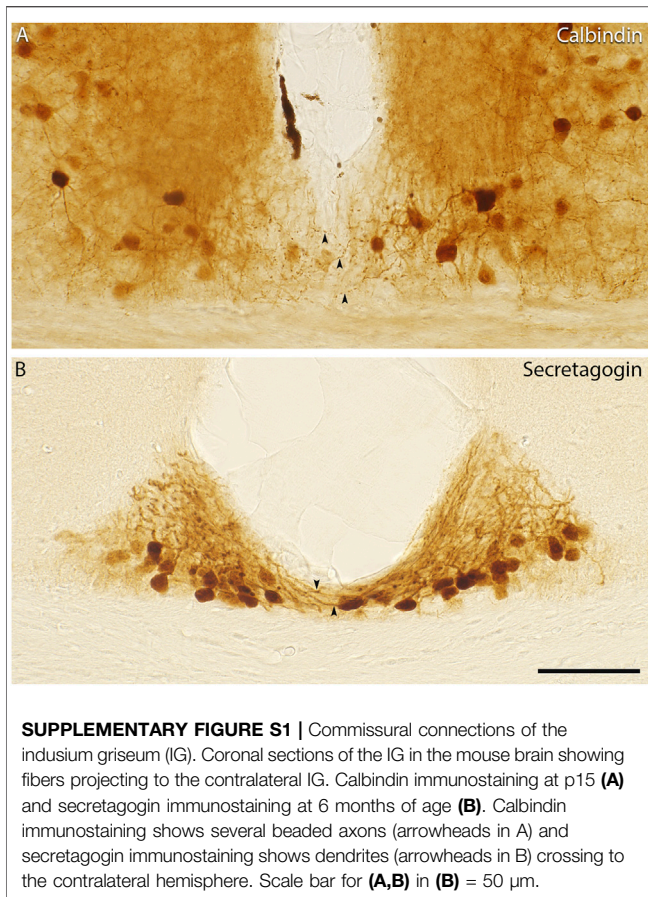 A
Calbindin
B
Secretagogin
SUPPLEMENTARY FIGURE S1 | Commissural connections of the
indusium griseum (IG). Coronal sections of the IG in the mouse brain showing
fibers projecting to the contralateral IG. Calbindin immunostaining at p15 (A)
and secretagogin immunostaining at 6 months of age (B). Calbindin
immunostaining shows several beaded axons (arrowheads in A) and
secretagogin immunostaining shows dendrites (arrowheads in B) crossing to
the contralateral hemisphere. Scale bar for (A,B) in (B) = 50 μm.